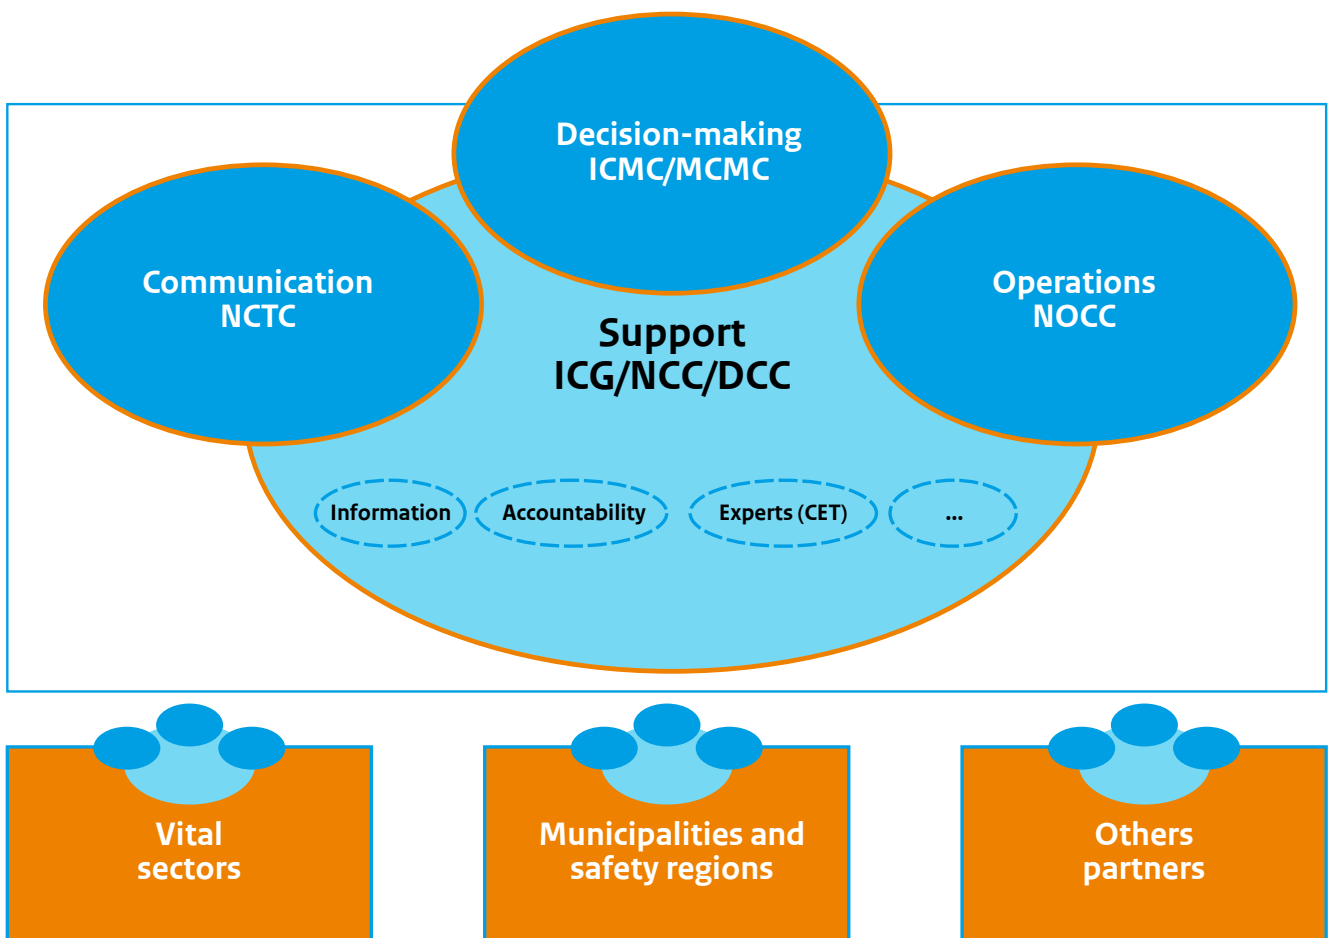 Decision-making
ICMC/MCMC
Communication
NCTC
Operations
NOCC
Support
ICG/NCC/DCC
Information
Accountability
Experts (CET)
...
Vital
sectors
Municipalities and
safety regions
Others
partners